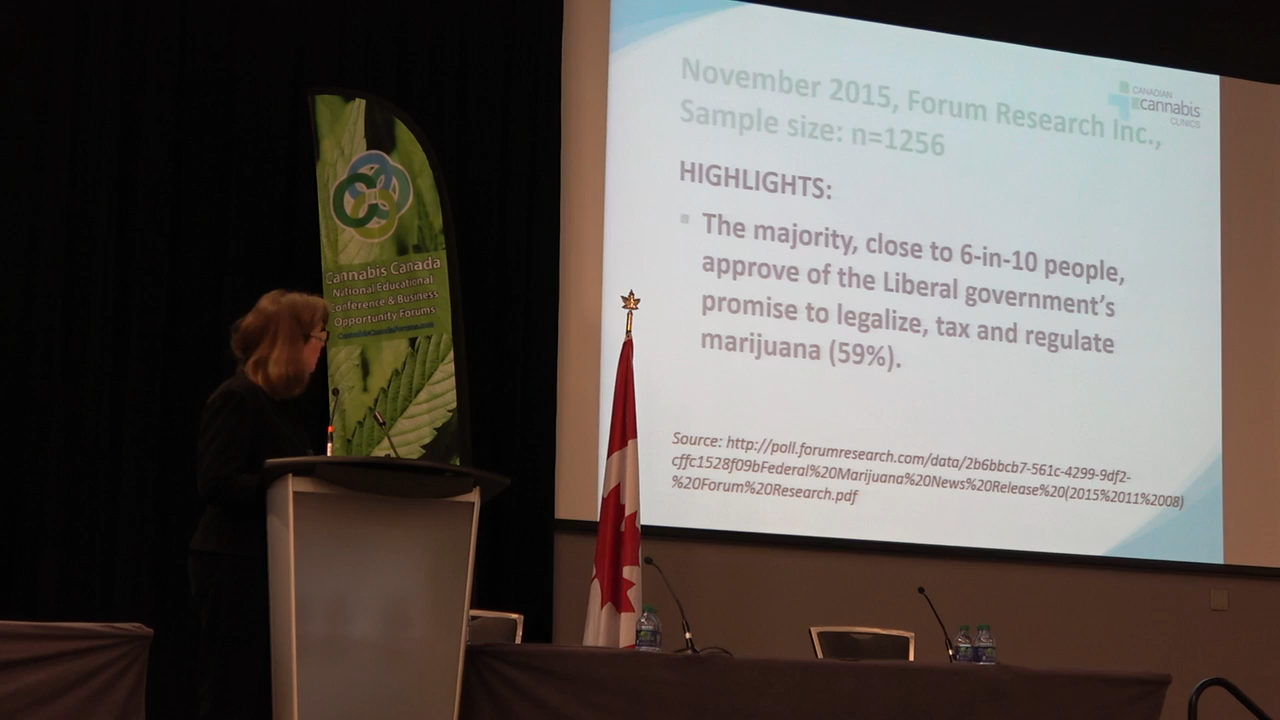 November 2015, Forum Research Inc.,
Sample size: n=1256
CANADIAN
cannabis
CLINICS
HIGHLIGHTS:
The majority, close to 6-in-10 people,
approve of the Liberal government's
promise to legalize, tax and regulate
marijuana (59%).
Source: http://poll.forumresearch.com/data/2b6bbcb7-561c-4299-9df2-
cffc1528f09bFederal%20Marijuana%20News%20Release%20(2015%2011%2008)
%20Forum%20Research.pdf
Cannabis Canada
National Educational
Conference & Business
Opportunity Forums
CannabisCanadaForums.com